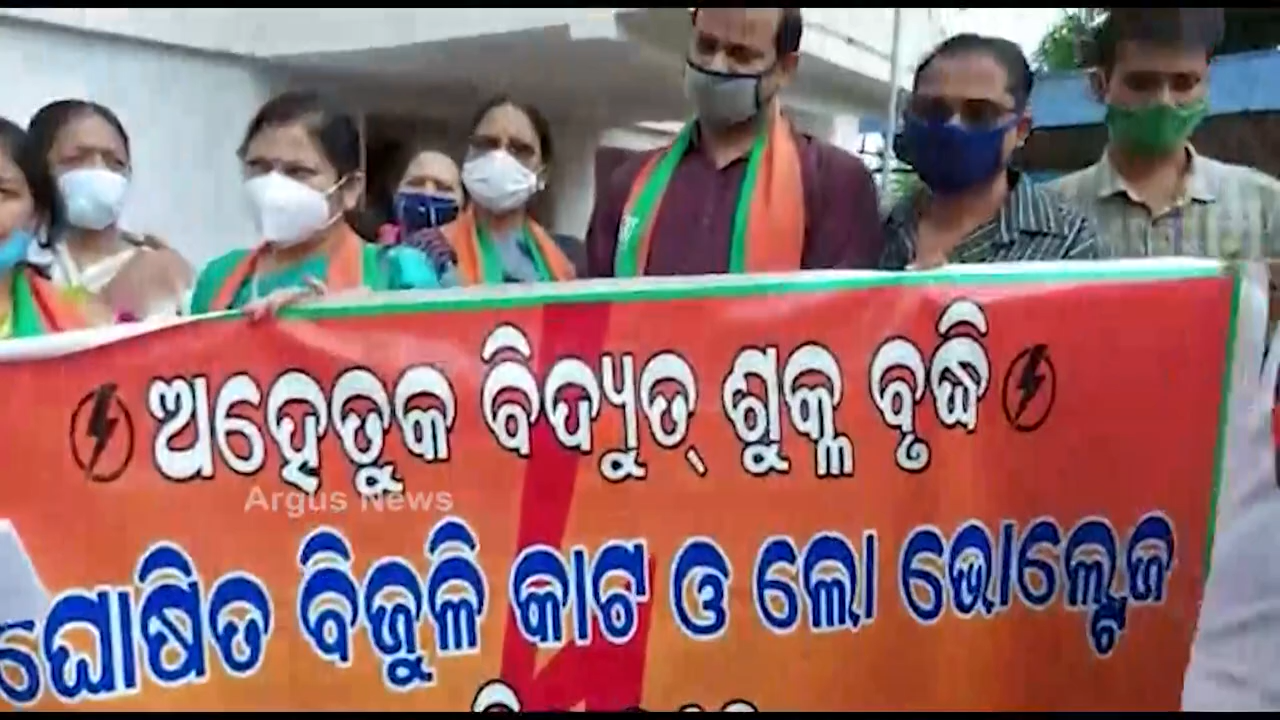 ଅହେତୁକ ବିଦ୍ୟୁତ୍ ଶୁକ୍ଳ ବୃଦ୍ଧି
Argus News
ଘୋଷିତ ବିଜୁଳି କାଟ ଓ ଲୋ ଭୋଲ୍ଟେଜ